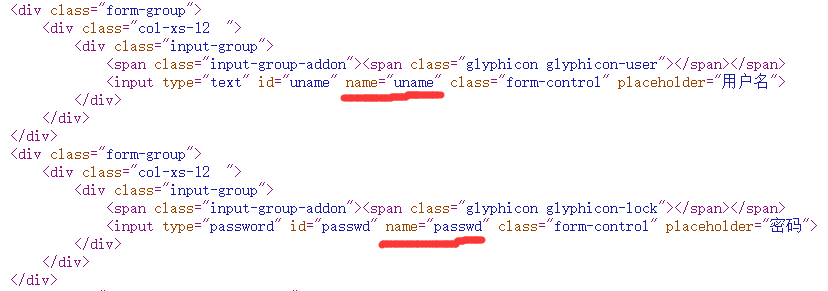 <div class="form-group">
<div class="col-xs-12  ">
<div class="input-group">
<span class="input-group-addon"><span class="glyphicon glyphicon-user"></span></span>
<input type="text" id="uname" name="uname" class="form-control" placeholder="用户名">
</div>
</div>
</div>
<div class="form-group">
<div class="col-xs-12  ">
<div class="input-group">
<span class="input-group-addon"><span class="glyphicon glyphicon-lock"></span></span>
<input type="password" id="passwd" name="passwd" class="form-control" placeholder="密码">
</div>
</div>
</div>